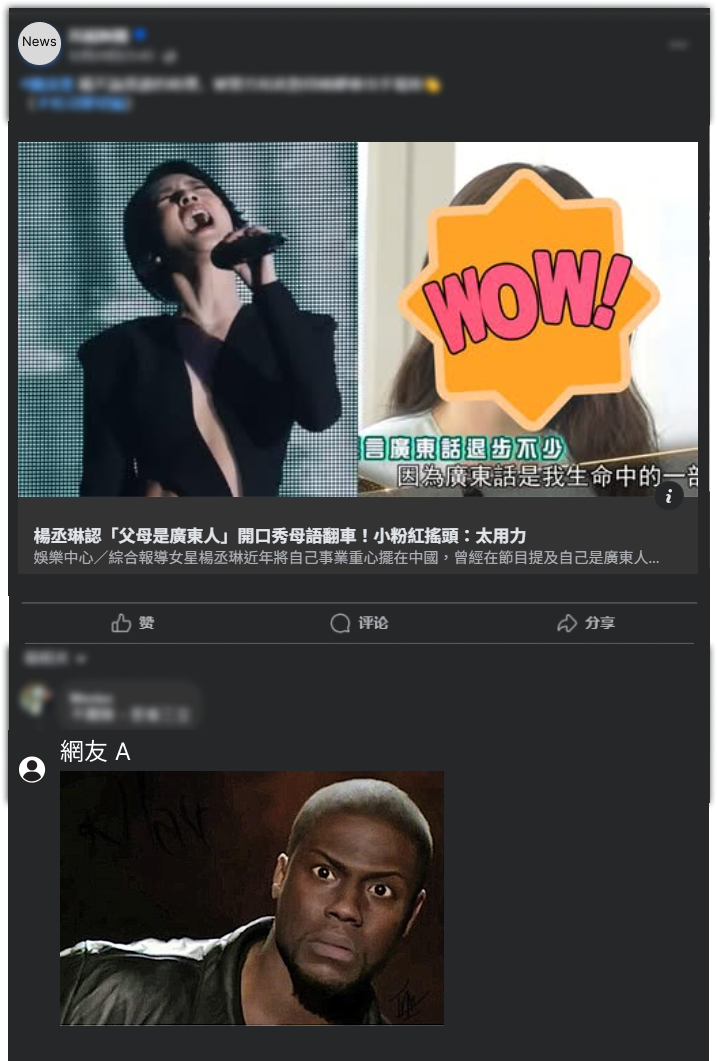 News
WOW!
言廣東話退步不少
因為廣東話是我生命中的一部
楊丞琳認「父母是廣東人」開口秀母語翻車！小粉紅搖頭：太用力
娛樂中心／綜合報導女星楊丞琳近年將自己事業重心擺在中國，曾經在節目提及自己是廣東人...
赞
评论
分享
網友 A